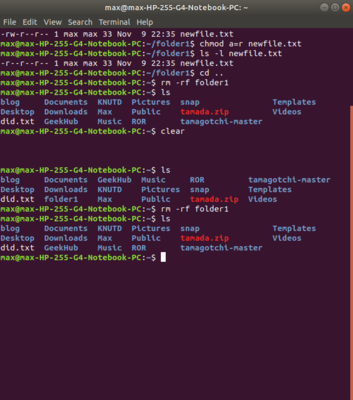 max@max-HP-255-G4-Notebook-PC: ~
File Edit View Search Terminal Help
-rw-r--r-- 1 max max 33 Nov  9 22:35 newfile.txt
max@max-HP-255-G4-Notebook-PC:~/folder1$ chmod a=r newfile.txt
max@max-HP-255-G4-Notebook-PC:~/folder1$ ls -l newfile.txt
-r--r--r-- 1 max max 33 Nov  9 22:35 newfile.txt
max@max-HP-255-G4-Notebook-PC:~/folder1$ cd ..
max@max-HP-255-G4-Notebook-PC:~$ rm -rf folder1
max@max-HP-255-G4-Notebook-PC:~$ ls
blog Documents KNUTD Pictures snap Templates
Desktop Downloads Max Public tamada.zip Videos
did.txt GeekHub Music ROR tamagotchi-master
max@max-HP-255-G4-Notebook-PC:~$ clear
max@max-HP-255-G4-Notebook-PC:~$ ls
blog Documents GeekHub Music ROR tamagotchi-master
Desktop Downloads KNUTD Pictures snap Templates
did.txt folder1 Max Public tamada.zip Videos
max@max-HP-255-G4-Notebook-PC:~$ rm -rf folder1
max@max-HP-255-G4-Notebook-PC:~$ ls
blog Documents KNUTD Pictures snap Templates
Desktop Downloads Max Public tamada.zip Videos
did.txt GeekHub Music ROR tamagotchi-master
max@max-HP-255-G4-Notebook-PC:~$